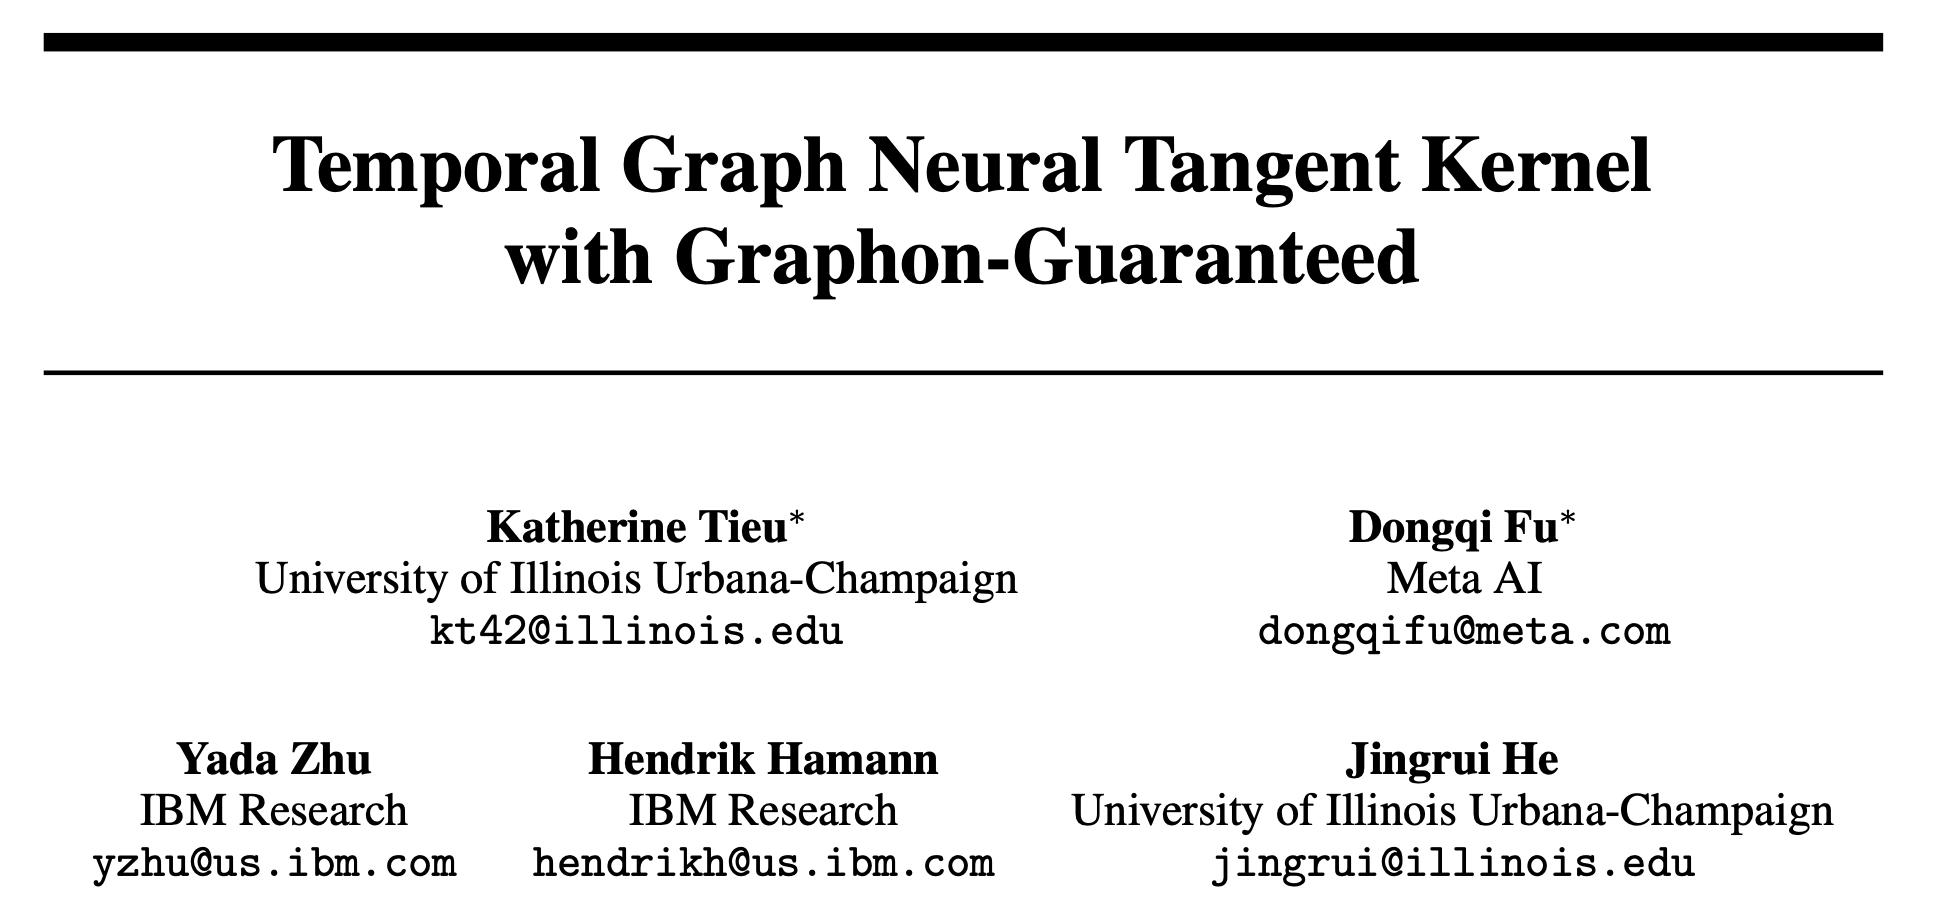 Temporal Graph Neural Tangent Kernel
with Graphon-Guaranteed
Katherine Tieu*
University of Illinois Urbana-Champaign
kt42@illinois.edu
Dongqi Fu*
Meta AI
dongqifu@meta.com
Yada Zhu
IBM Research
yzhu@us.ibm.com
Hendrik Hamann
IBM Research
hendrikh@us.ibm.com
Jingrui He
University of Illinois Urbana-Champaign
jingrui@illinois.edu